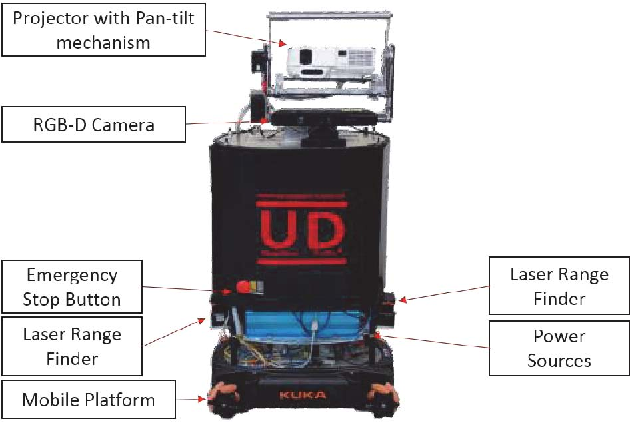 Projector with Pan-tilt
mechanism
RGB-D Camera
UD
Emergency
Stop Button
Laser Range
Finder
Laser Range
Finder
Power
Sources
Mobile Platform
KUKA